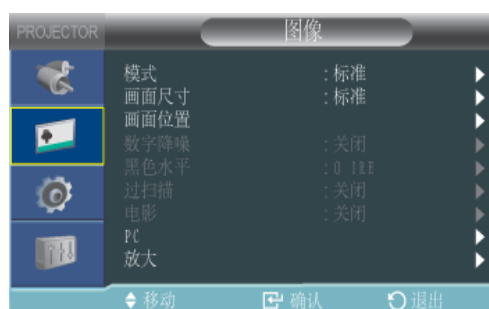 PROJECTOR 图像
模式 : 标准
画面尺寸 : 标准
画面位置
数字降噪 : 关闭
黑色水平 : 0 IRE
过扫描 : 关闭
电影 : 关闭
PC
放大
移动 确认 退出